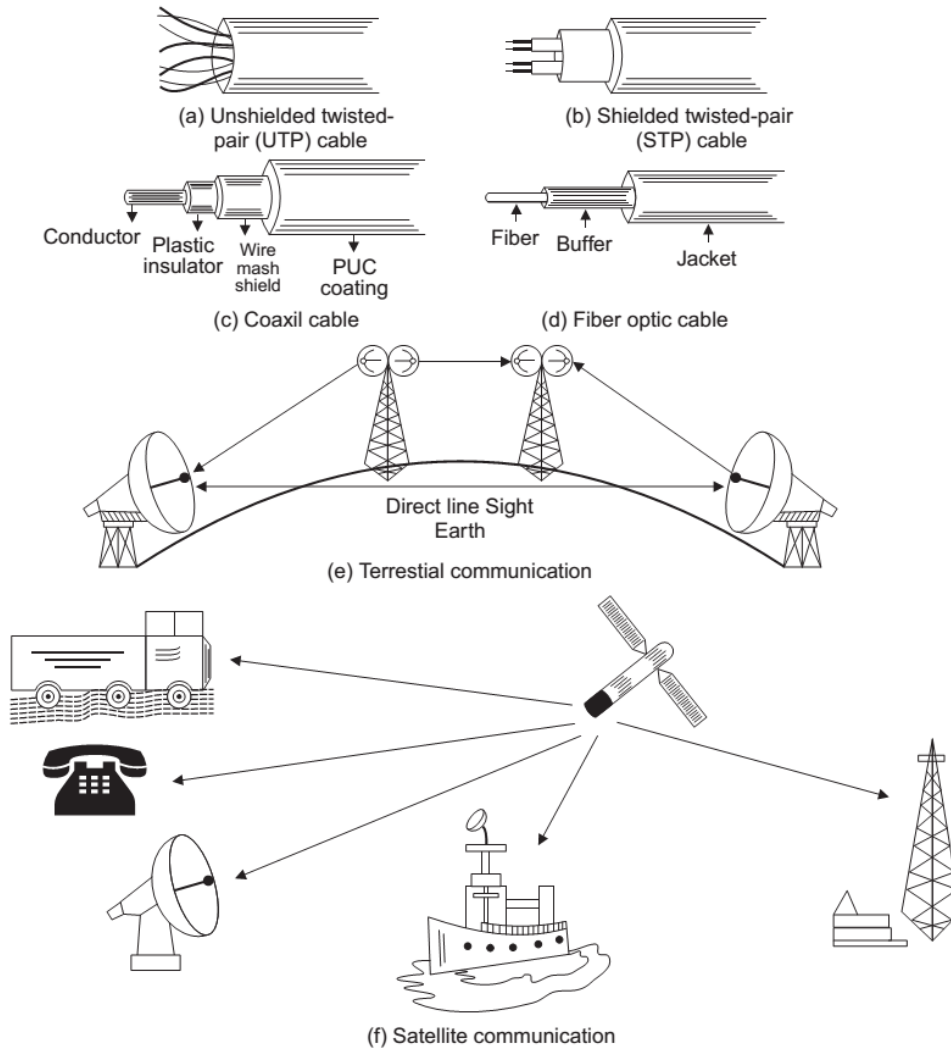 (a) Unshielded twisted-
pair (UTP) cable
(b) Shielded twisted-pair
(STP) cable
Conductor
Plastic
insulator
Wire
mash
shield
PUC
coating
(c) Coaxil cable
Fiber
Buffer
Jacket
(d) Fiber optic cable
Direct line Sight
Earth
(e) Terrestial communication
(f) Satellite communication